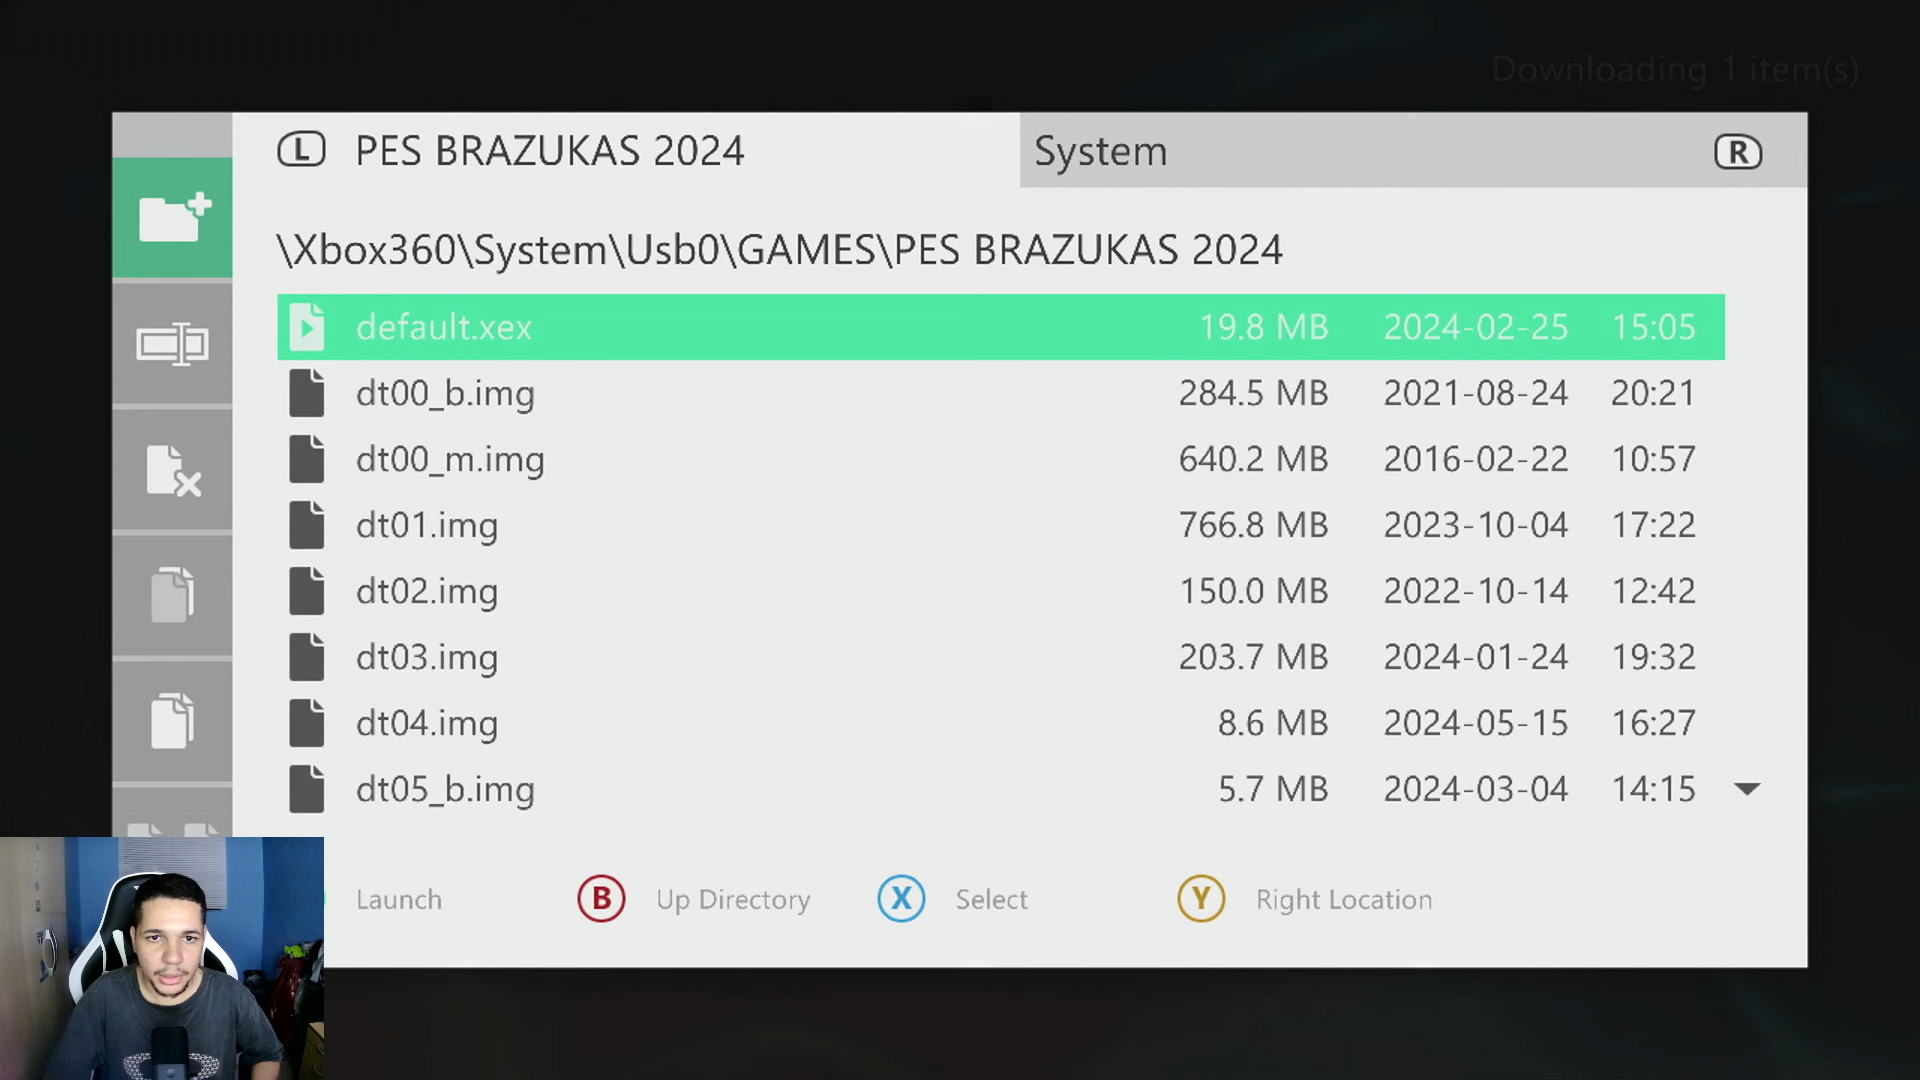 Downloading 1 item(s)
L PES BRAZUKAS 2024
System R
\Xbox360\System\Usb0\GAMES\PES BRAZUKAS 2024
default.xex 19.8 MB 2024-02-25 15:05
dt00_b.img 284.5 MB 2021-08-24 20:21
dt00_m.img 640.2 MB 2016-02-22 10:57
dt01.img 766.8 MB 2023-10-04 17:22
dt02.img 150.0 MB 2022-10-14 12:42
dt03.img 203.7 MB 2024-01-24 19:32
dt04.img 8.6 MB 2024-05-15 16:27
dt05_b.img 5.7 MB 2024-03-04 14:15
Launch B Up Directory X Select Y Right Location